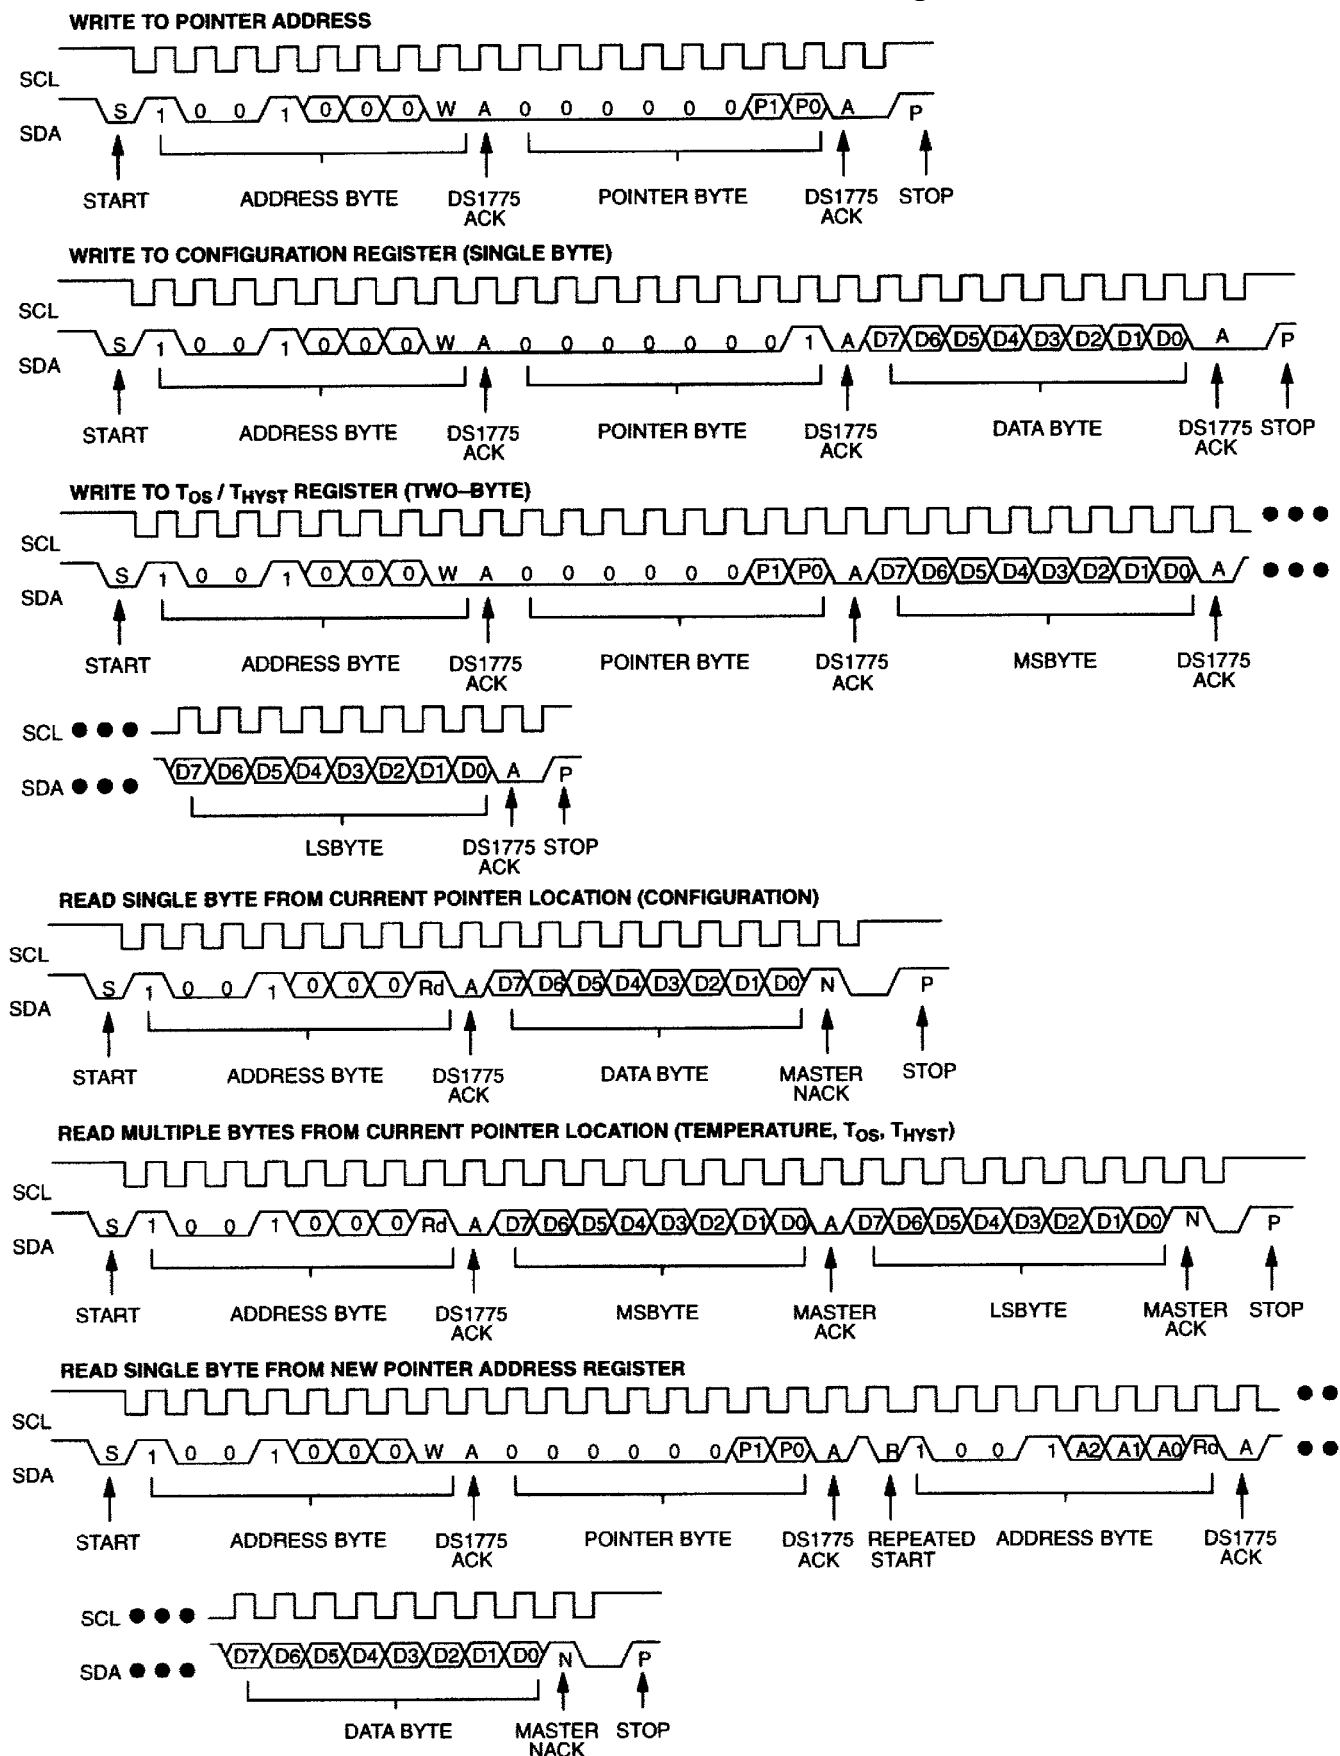 WRITE TO POINTER ADDRESS
SCL
SDA S 1 0 0 1 0 0 0 W A 0 0 0 0 0 0 P1 P0 A P
START ADDRESS BYTE DS1775 ACK POINTER BYTE DS1775 ACK STOP
WRITE TO CONFIGURATION REGISTER (SINGLE BYTE)
SCL
SDA S 1 0 0 1 0 0 0 W A 0 0 0 0 0 0 0 1 A D7 D6 D5 D4 D3 D2 D1 D0 A P
START ADDRESS BYTE DS1775 ACK POINTER BYTE DS1775 ACK DATA BYTE DS1775 ACK STOP
WRITE TO TOS / THYST REGISTER (TWO–BYTE)
SCL
SDA S 1 0 0 1 0 0 0 W A 0 0 0 0 0 0 P1 P0 A D7 D6 D5 D4 D3 D2 D1 D0 A
START ADDRESS BYTE DS1775 ACK POINTER BYTE DS1775 ACK MSBYTE DS1775 ACK
SCL
SDA D7 D6 D5 D4 D3 D2 D1 D0 A P
LSBYTE DS1775 ACK STOP
READ SINGLE BYTE FROM CURRENT POINTER LOCATION (CONFIGURATION)
SCL
SDA S 1 0 0 1 0 0 0 Rd A D7 D6 D5 D4 D3 D2 D1 D0 N P
START ADDRESS BYTE DS1775 ACK DATA BYTE MASTER NACK STOP
READ MULTIPLE BYTES FROM CURRENT POINTER LOCATION (TEMPERATURE, TOS, THYST)
SCL
SDA S 1 0 0 1 0 0 0 Rd A D7 D6 D5 D4 D3 D2 D1 D0 A D7 D6 D5 D4 D3 D2 D1 D0 N P
START ADDRESS BYTE DS1775 ACK MSBYTE MASTER ACK LSBYTE MASTER ACK STOP
READ SINGLE BYTE FROM NEW POINTER ADDRESS REGISTER
SCL
SDA S 1 0 0 1 0 0 0 W A 0 0 0 0 0 0 P1 P0 A R 1 0 0 1 A2 A1 A0 Rd A
START ADDRESS BYTE DS1775 ACK POINTER BYTE DS1775 ACK REPEATED START ADDRESS BYTE DS1775 ACK
SCL
SDA D7 D6 D5 D4 D3 D2 D1 D0 N P
DATA BYTE MASTER NACK STOP